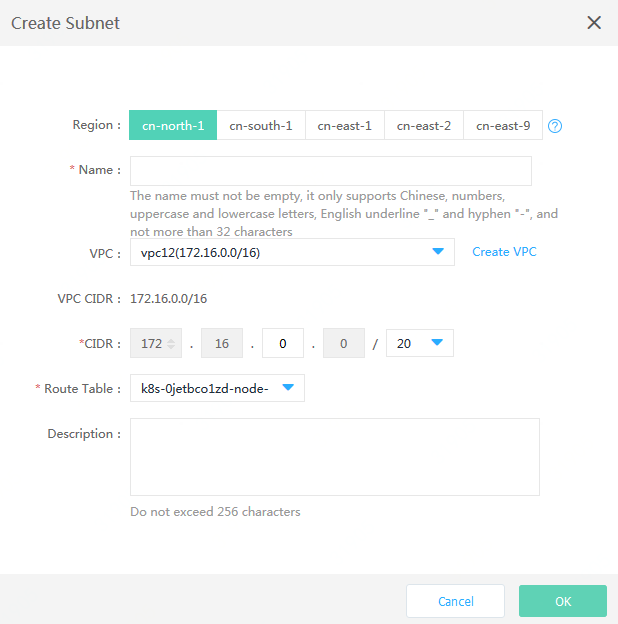 Create Subnet
Region : cn-north-1 cn-south-1 cn-east-1 cn-east-2 cn-east-9 ?
* Name :
The name must not be empty, it only supports Chinese, numbers,
uppercase and lowercase letters, English underline "_" and hyphen "-", and
not more than 32 characters
VPC : vpc12(172.16.0.0/16) Create VPC
VPC CIDR : 172.16.0.0/16
*CIDR : 172 . 16 . 0 . 0 / 20
* Route Table : k8s-0jetbco1zd-node-
Description :
Do not exceed 256 characters
Cancel OK